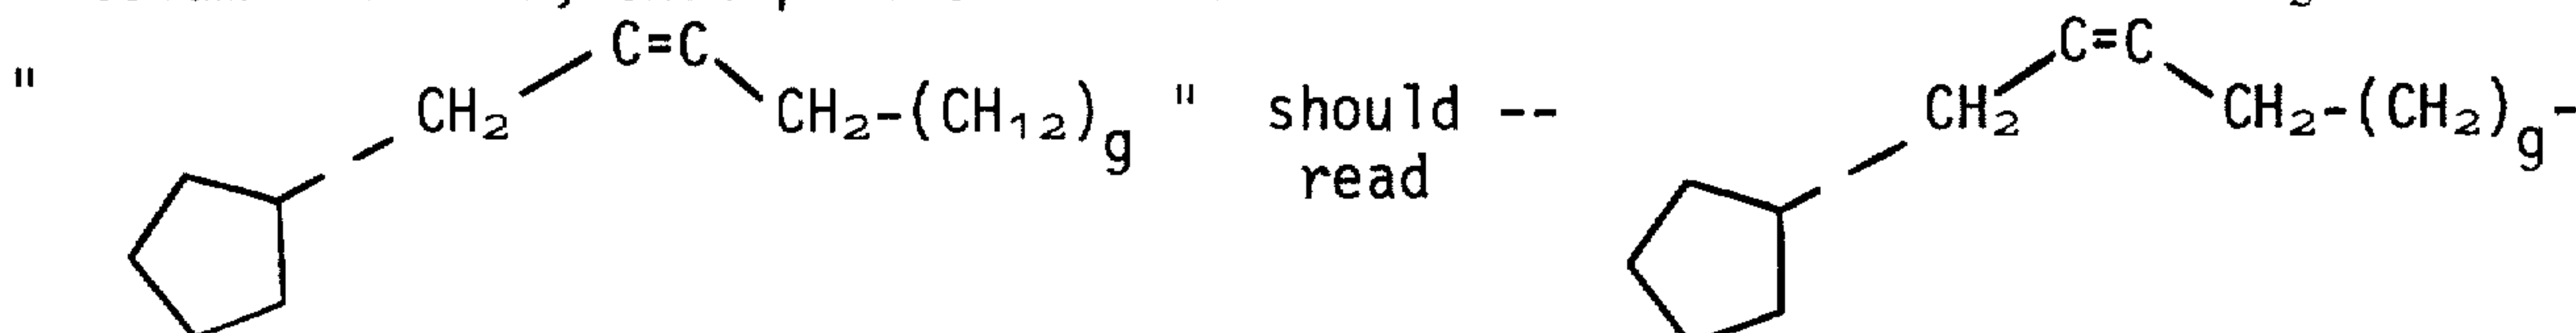 C=C C=C
" CH₂ CH₂-(CH₁₂)g " should -- CH₂ CH₂-(CH₂)g-
read